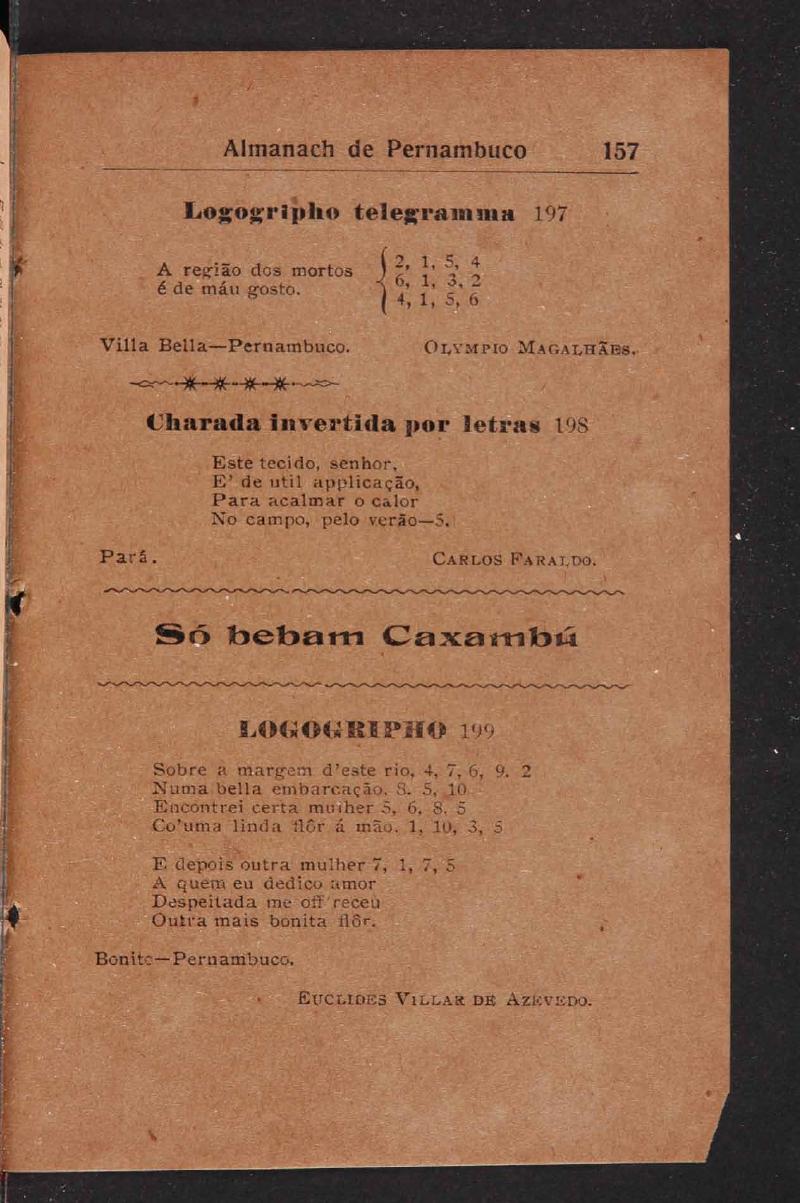 Almanach de Pernambuco 157
Logogripho telegramma 197
A região dos mortos
é de máu gosto.
2, 1, 5, 4
6, 1, 3, 2
4, 1, 5, 6
Villa Bella—Pernambuco. OLYMPIO MAGALHÃES.
Charada invertida por letras 198
Este tecido, senhor,
E' de util applicação,
Para acalmar o calor
No campo, pelo verão—5.
Pará. CARLOS FARALDO.
Só bebam Caxambú
LOGOGRIPHO 199
Sobre a margem d'este rio, 4, 7, 6, 9. 2
Numa bella embarcação. 8. 5, 10
Encontrei certa mulher 5, 6, 8. 5
Co'uma linda flôr á mão. 1, 10, 3, 5
E depois outra mulher 7, 1, 7, 5
A quem eu dedico amor
Despeitada me off'receu
Outra mais bonita flôr.
Bonito—Pernambuco.
EUCLIDES VILLAR DE AZEVEDO.